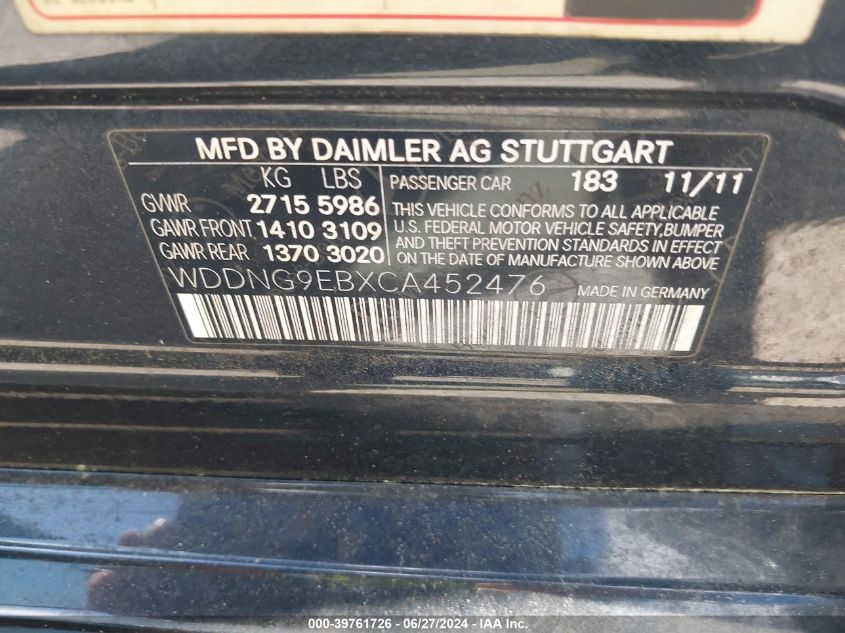 MFD BY DAIMLER AG STUTTGART
KG LBS
GVWR 2715 5986
GAWR FRONT 1410 3109
GAWR REAR 1370 3020
PASSENGER CAR 183 11/11
THIS VEHICLE CONFORMS TO ALL APPLICABLE
U.S. FEDERAL MOTOR VEHICLE SAFETY,BUMPER
AND THEFT PREVENTION STANDARDS IN EFFECT
ON THE DATE OF MANUFACTURE SHOWN ABOVE.
WDDNG9EBXCA452476 MADE IN GERMANY
000-39761726 - 06/27/2024 - IAA, Inc.